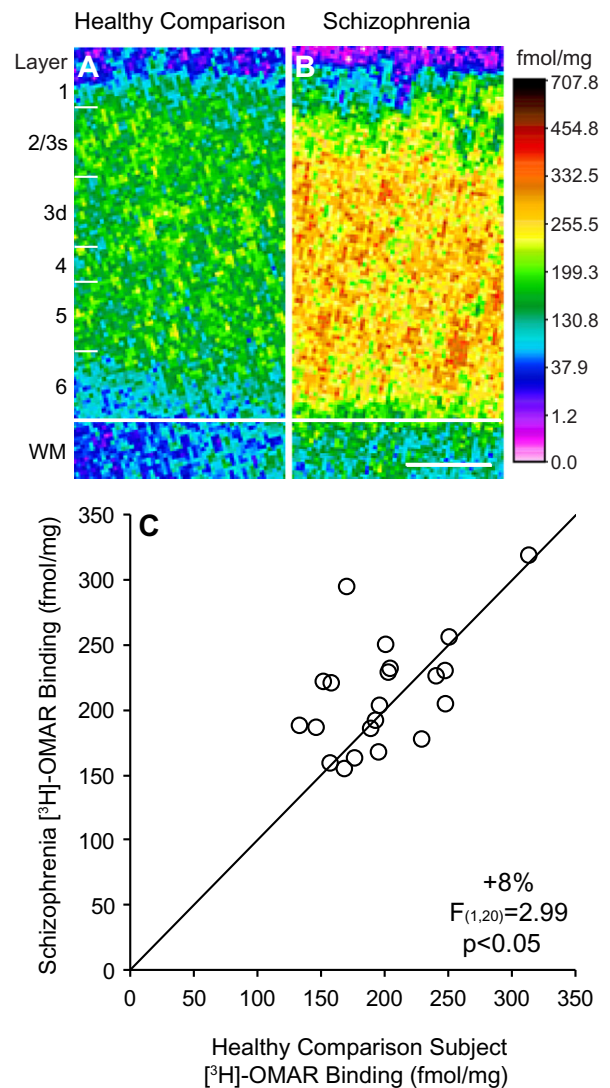 Healthy Comparison Schizophrenia
Layer A B fmol/mg
1
2/3s
3d
4
5
6
WM
707.8
454.8
332.5
255.5
199.3
130.8
37.9
1.2
0.0
C
Schizophrenia [³H]-OMAR Binding (fmol/mg)
350
300
250
200
150
100
50
0
+8%
F(1,20)=2.99
p<0.05
0 50 100 150 200 250 300 350
Healthy Comparison Subject
[³H]-OMAR Binding (fmol/mg)